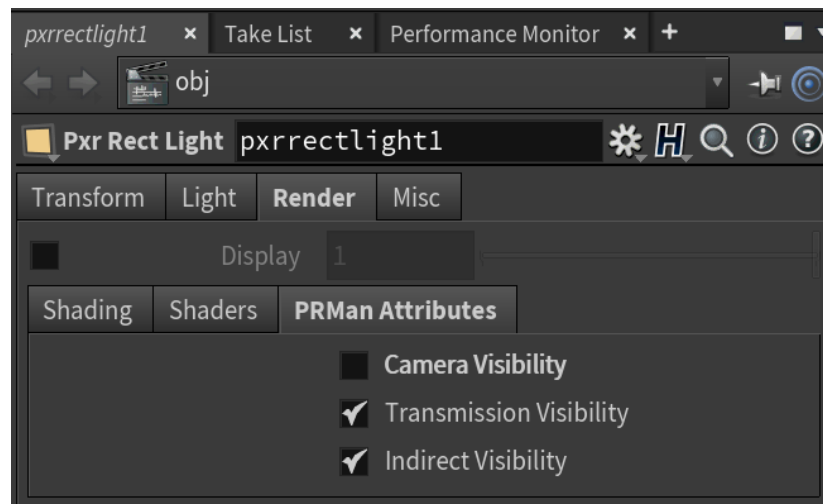 pxrrectlight1 × Take List × Performance Monitor × +
obj
Pxr Rect Light pxrrectlight1
Transform Light Render Misc
Display 1
Shading Shaders PRMan Attributes
Camera Visibility
Transmission Visibility
Indirect Visibility